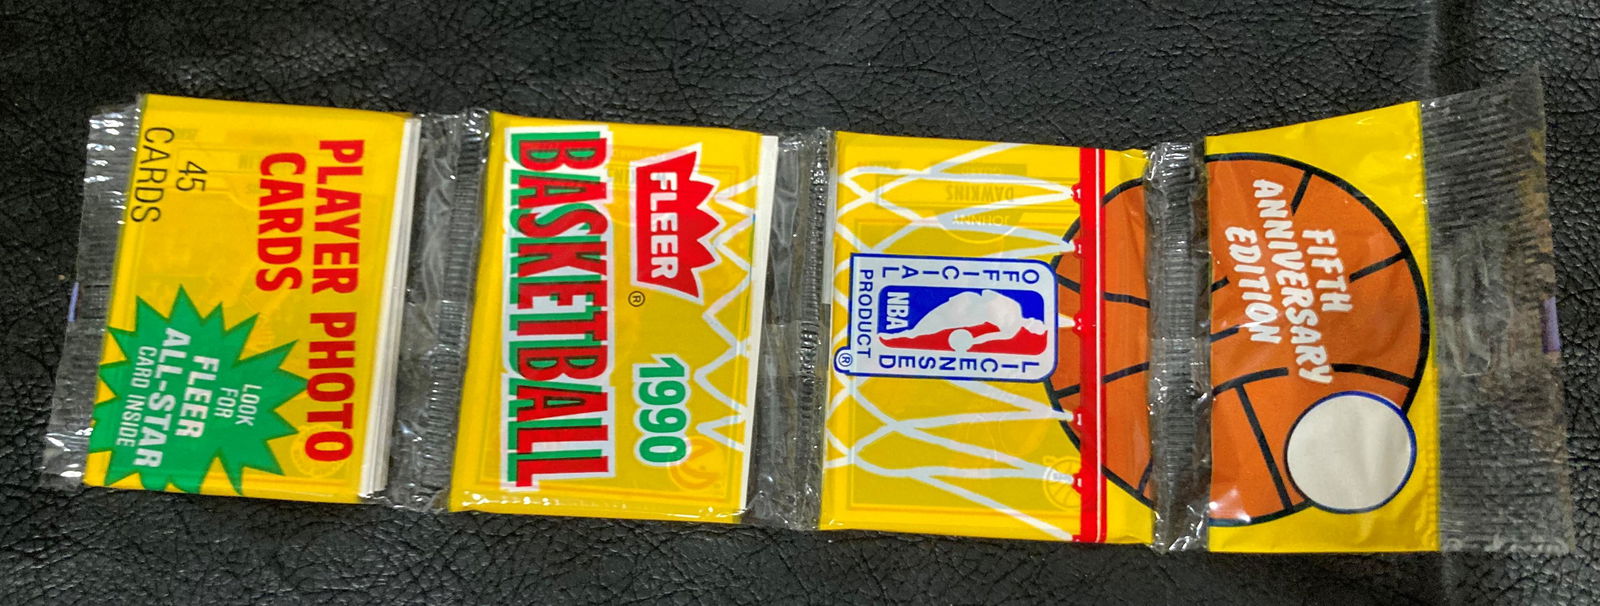 FIFTH
ANNIVERSARY
EDITION
OFFICIAL
LICENSED
NBA
PRODUCT
®
JOHNNY
DAWKINS
FLEER
®
1990
BASKETBALL
PLAYER PHOTO
CARDS
45
CARDS
LOOK
FOR
FLEER
ALL-STAR
CARD INSIDE